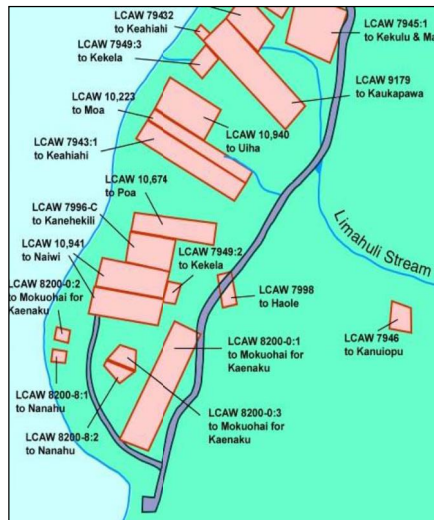 LCAW 79432
to Keahiahi
LCAW 7945:1
to Kekulu & Ma
LCAW 7949:3
to Kekela
LCAW 9179
to Kaukapawa
LCAW 10,223
to Moa
LCAW 10,940
to Uiha
LCAW 7943:1
to Keahiahi
LCAW 10,674
to Poa
LCAW 7996-C
to Kanehekili
LCAW 10,941
to Naiwi
LCAW 7949:2
to Kekela
Limahuli Stream
LCAW 8200-0:2
to Mokuohai for
Kaenaku
LCAW 7998
to Haole
LCAW 7946
to Kanuiopu
LCAW 8200-0:1
to Mokuohai for
Kaenaku
LCAW 8200-8:1
to Nanahu
LCAW 8200-0:3
to Mokuohai for
Kaenaku
LCAW 8200-8:2
to Nanahu